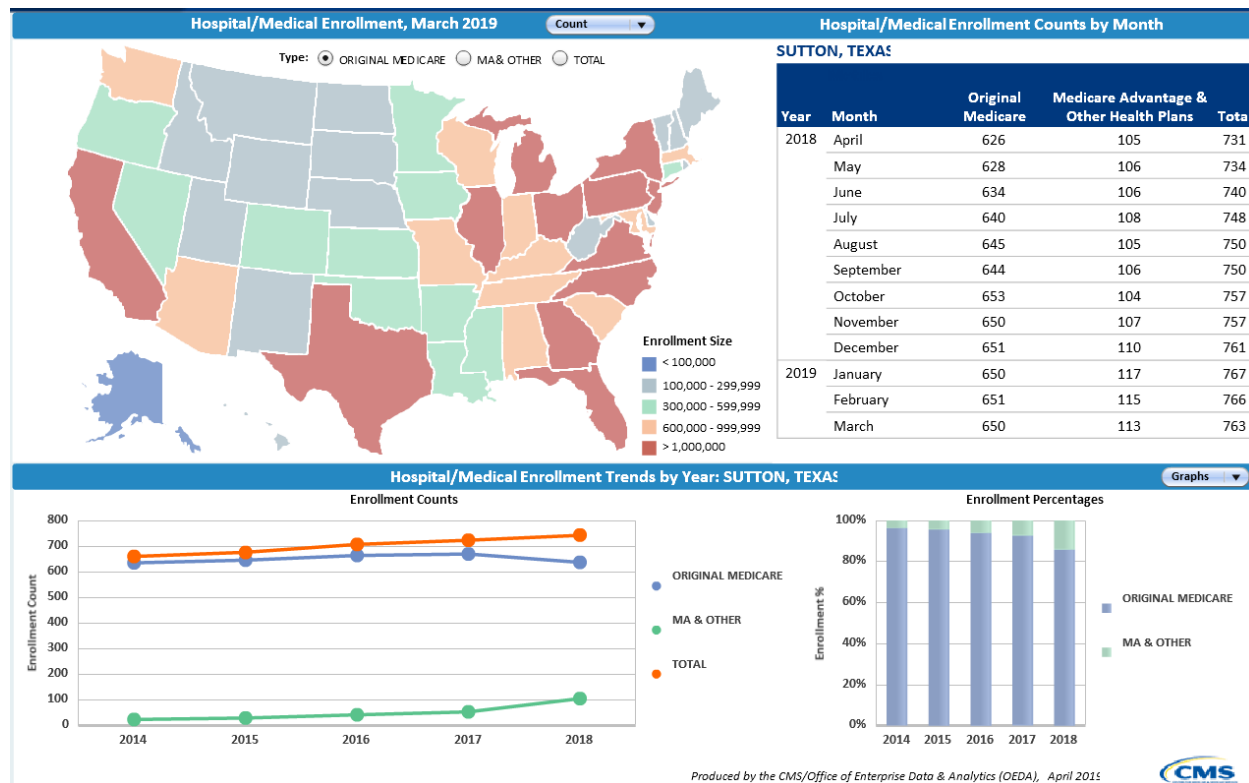 Hospital/Medical Enrollment, March 2019
Count
Type: ORIGINAL MEDICARE MA& OTHER TOTAL
Enrollment Size
< 100,000
100,000 - 299,999
300,000 - 599,999
600,000 - 999,999
> 1,000,000
Hospital/Medical Enrollment Counts by Month
SUTTON, TEXAS
Year Month Original Medicare Medicare Advantage & Other Health Plans Total
2018 April 626 105 731
May 628 106 734
June 634 106 740
July 640 108 748
August 645 105 750
September 644 106 750
October 653 104 757
November 650 107 757
December 651 110 761
2019 January 650 117 767
February 651 115 766
March 650 113 763
Hospital/Medical Enrollment Trends by Year: SUTTON, TEXAS
Graphs
Enrollment Counts
Enrollment Count
800
700
600
500
400
300
200
100
0
2014 2015 2016 2017 2018
ORIGINAL MEDICARE
MA & OTHER
TOTAL
Enrollment Percentages
Enrollment %
100%
80%
60%
40%
20%
0%
2014 2015 2016 2017 2018
ORIGINAL MEDICARE
MA & OTHER
Produced by the CMS/Office of Enterprise Data & Analytics (OEDA), April 2019
CMS